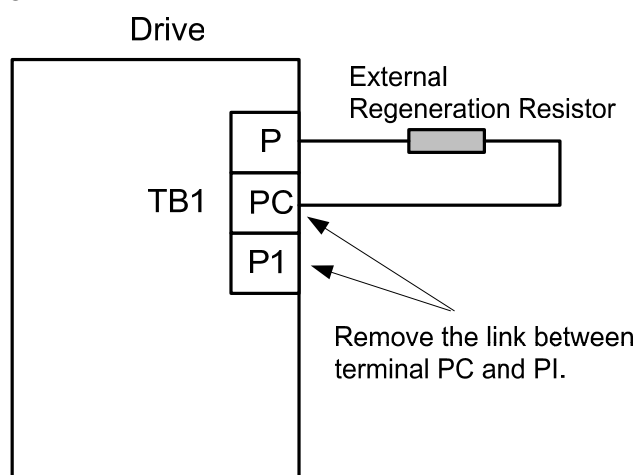 Drive
External
Regeneration Resistor
P
TB1 PC
P1
Remove the link between
terminal PC and PI.